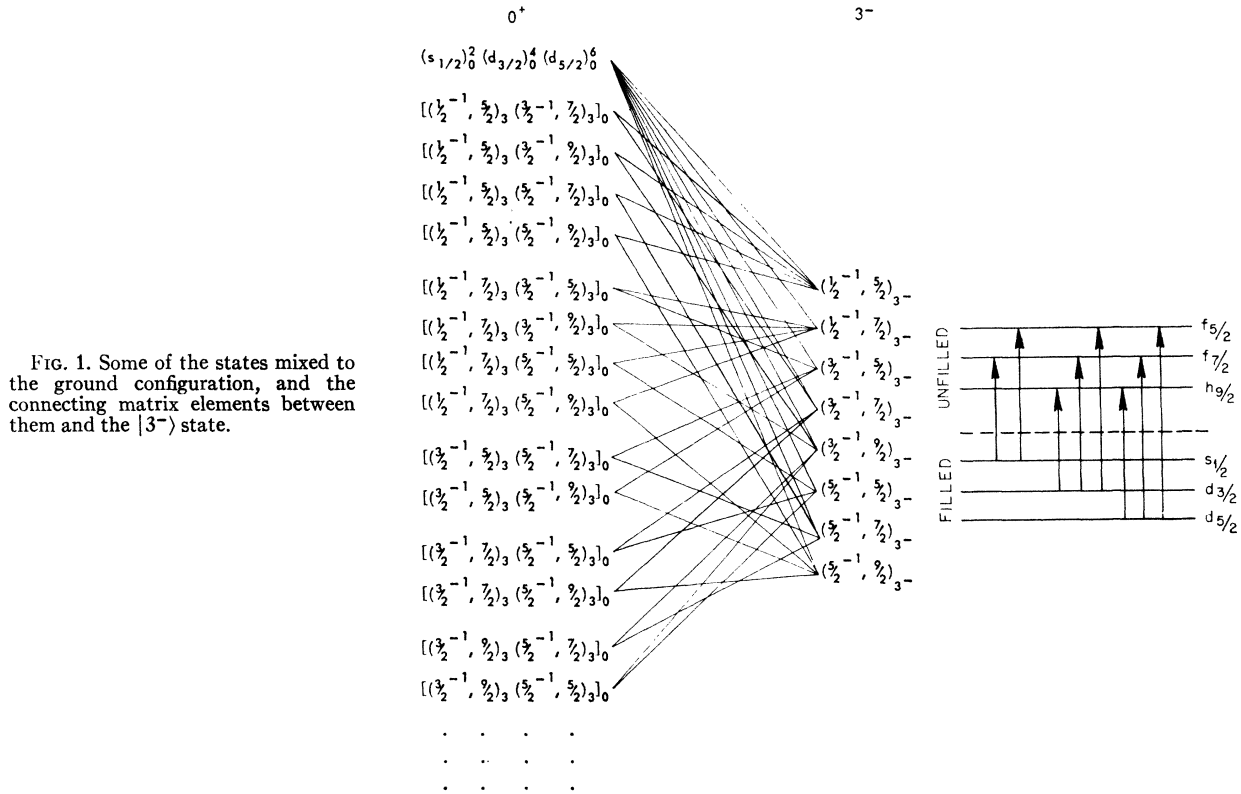 0⁺
3⁻
(s 1/2)²₀ (d 3/2)⁴₀ (d 5/2)⁶₀
[(½⁻¹, 5/2)₃ (3/2⁻¹, 7/2)₃]₀
[(½⁻¹, 5/2)₃ (3/2⁻¹, 9/2)₃]₀
[(½⁻¹, 5/2)₃ (5/2⁻¹, 7/2)₃]₀
[(½⁻¹, 5/2)₃ (5/2⁻¹, 9/2)₃]₀
[(½⁻¹, 7/2)₃ (3/2⁻¹, 5/2)₃]₀
[(½⁻¹, 7/2)₃ (3/2⁻¹, 9/2)₃]₀
[(½⁻¹, 7/2)₃ (5/2⁻¹, 5/2)₃]₀
[(½⁻¹, 7/2)₃ (5/2⁻¹, 9/2)₃]₀
[(3/2⁻¹, 5/2)₃ (5/2⁻¹, 7/2)₃]₀
[(3/2⁻¹, 5/2)₃ (5/2⁻¹, 9/2)₃]₀
[(3/2⁻¹, 7/2)₃ (5/2⁻¹, 5/2)₃]₀
[(3/2⁻¹, 7/2)₃ (5/2⁻¹, 9/2)₃]₀
[(3/2⁻¹, 9/2)₃ (5/2⁻¹, 7/2)₃]₀
[(3/2⁻¹, 9/2)₃ (5/2⁻¹, 5/2)₃]₀
(½⁻¹, 5/2)₃₋
(½⁻¹, 7/2)₃₋
(3/2⁻¹, 5/2)₃₋
(3/2⁻¹, 7/2)₃₋
(3/2⁻¹, 9/2)₃₋
(5/2⁻¹, 5/2)₃₋
(5/2⁻¹, 7/2)₃₋
(5/2⁻¹, 9/2)₃₋
UNFILLED
FILLED
f 5/2
f 7/2
h 9/2
s 1/2
d 3/2
d 5/2
FIG. 1. Some of the states mixed to
the ground configuration, and the
connecting matrix elements between
them and the |3⁻⟩ state.